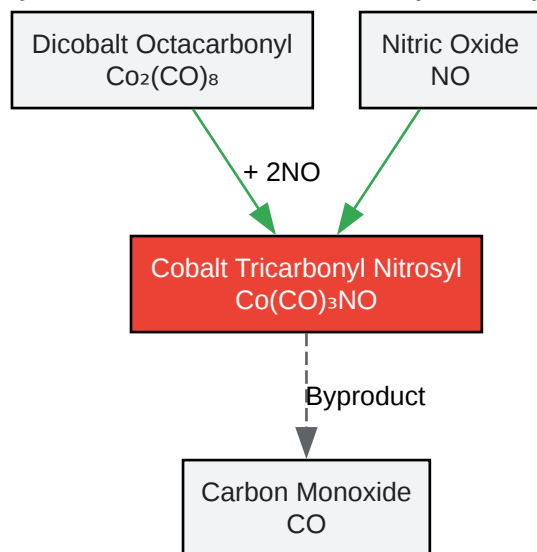 Dicobalt Octacarbonyl
Co₂(CO)₈
Nitric Oxide
NO
+ 2NO
Cobalt Tricarbonyl Nitrosyl
Co(CO)₃NO
Byproduct
Carbon Monoxide
CO